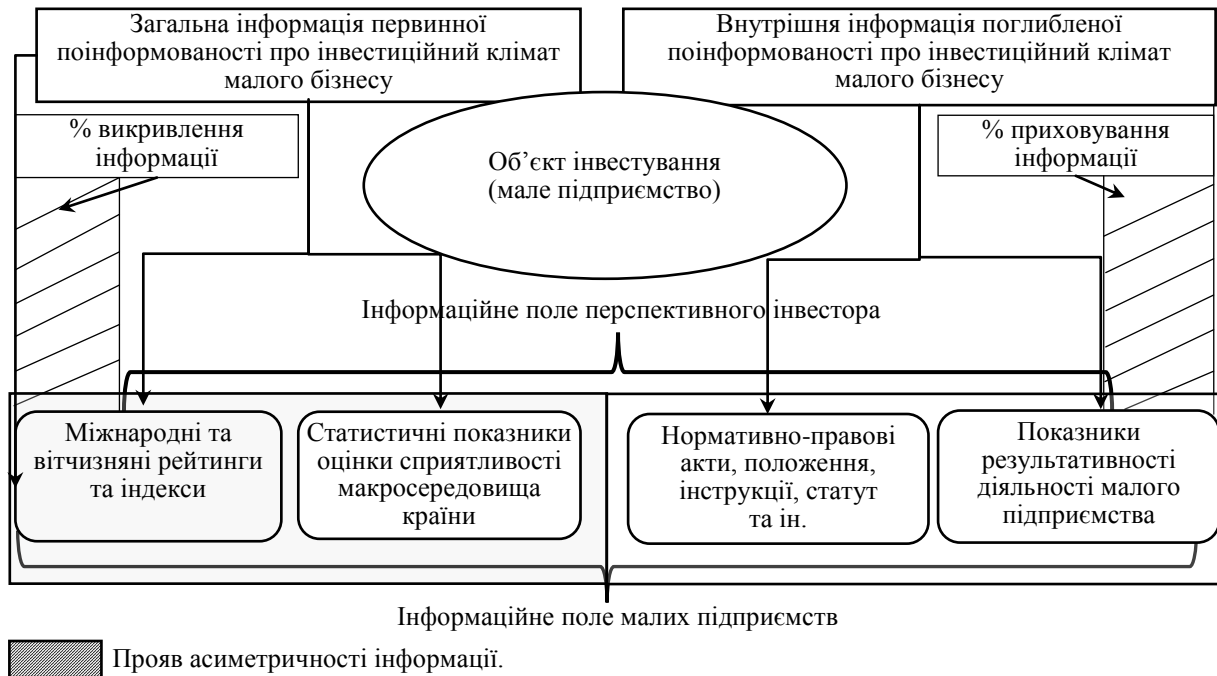 Загальна інформація первинної
поінформованості про інвестиційний клімат
малого бізнесу
Внутрішня інформація поглибленої
поінформованості про інвестиційний клімат
малого бізнесу
% викривлення
інформації
Об’єкт інвестування
(мале підприємство)
% приховування
інформації
Інформаційне поле перспективного інвестора
Міжнародні та
вітчизняні рейтинги
та індекси
Статистичні показники
оцінки сприятливості
макросередовища
країни
Нормативно-правові
акти, положення,
інструкції, статут
та ін.
Показники
результативності
діяльності малого
підприємства
Інформаційне поле малих підприємств
Прояв асиметричності інформації.